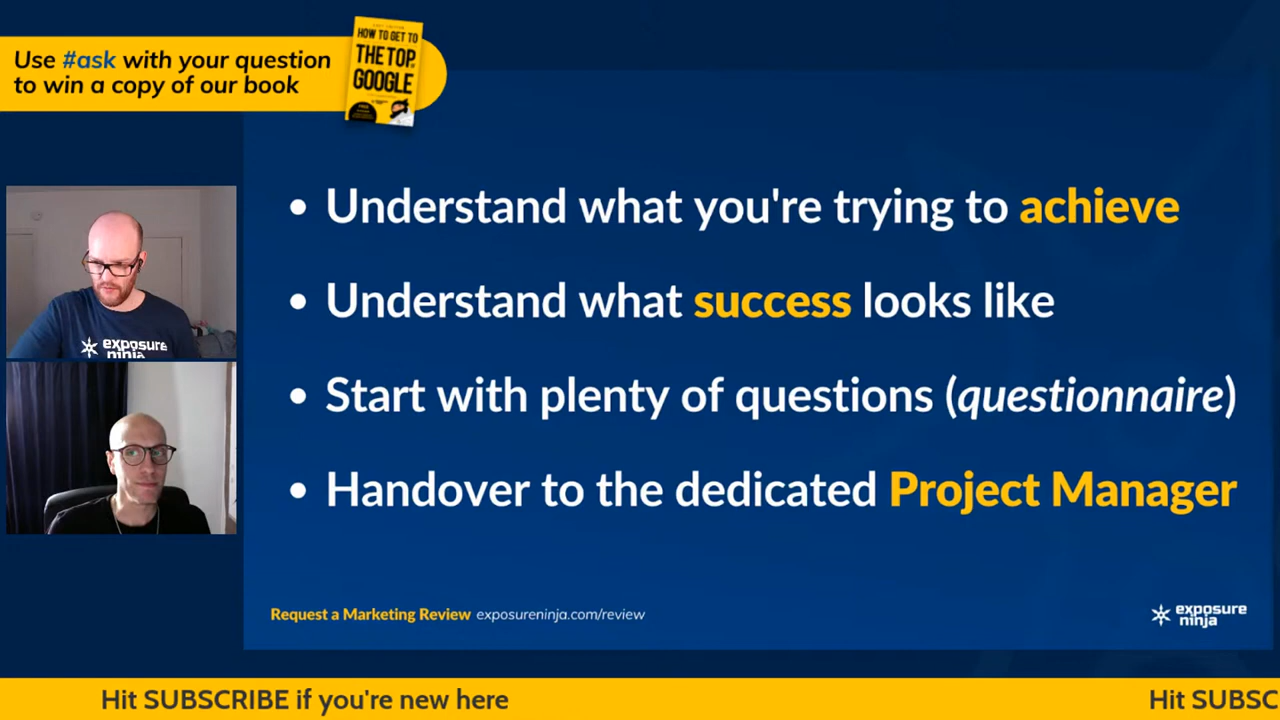 Use #ask with your question
to win a copy of our book
HOW TO GET TO
THE TOP
GOOGLE
• Understand what you're trying to achieve
• Understand what success looks like
• Start with plenty of questions (questionnaire)
• Handover to the dedicated Project Manager
exposure
ninja
Request a Marketing Review exposureninja.com/review
exposure
ninja
Hit SUBSCRIBE if you're new here
Hit SUBSC